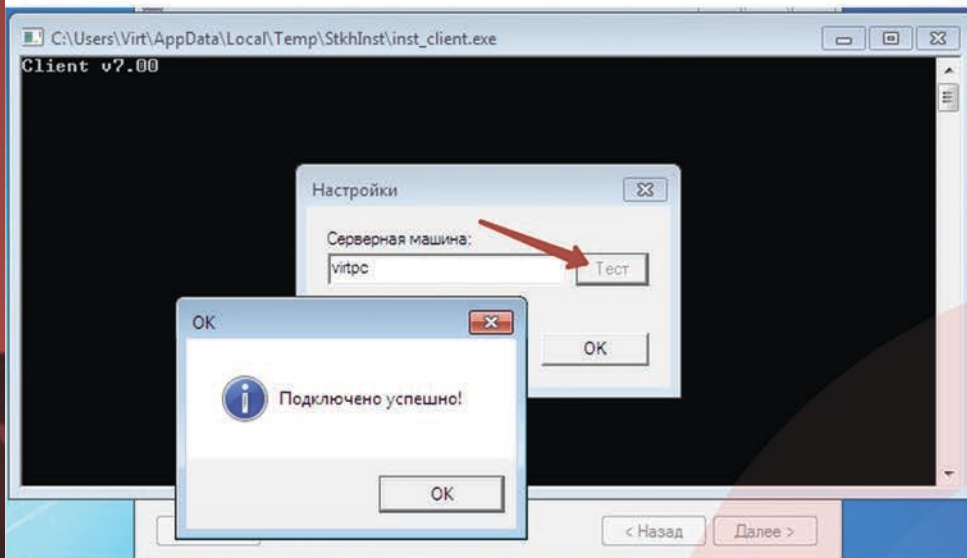 C:\Users\Virt\AppData\Local\Temp\StkhInst\inst_client.exe
Client v7.00
Настройки
Серверная машина:
virtpc
Тест
OK
OK
Подключено успешно!
OK
< Назад
Далее >